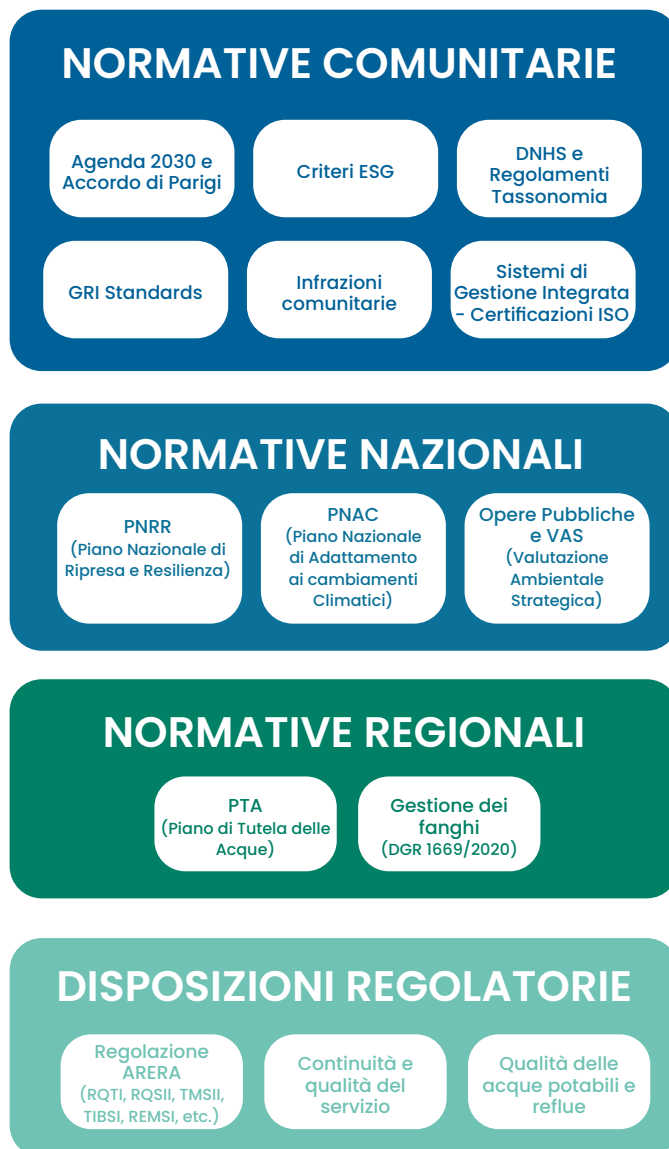 NORMATIVE COMUNITARIE
Agenda 2030 e
Accordo di Parigi
Criteri ESG
DNHS e
Regolamenti
Tassonomia
GRI Standards
Infrazioni
comunitarie
Sistemi di
Gestione Integrata
- Certificazioni ISO
NORMATIVE NAZIONALI
PNRR
(Piano Nazionale di
Ripresa e Resilienza)
PNAC
(Piano Nazionale
di Adattamento
ai cambiamenti
Climatici)
Opere Pubbliche
e VAS
(Valutazione
Ambientale
Strategica)
NORMATIVE REGIONALI
PTA
(Piano di Tutela delle
Acque)
Gestione dei
fanghi
(DGR 1669/2020)
DISPOSIZIONI REGOLATORIE
Regolazione
ARERA
(RQTI, RQSII, TMSII,
TIBSI, REMSI, etc.)
Continuità e
qualità del
servizio
Qualità delle
acque potabili e
reflue